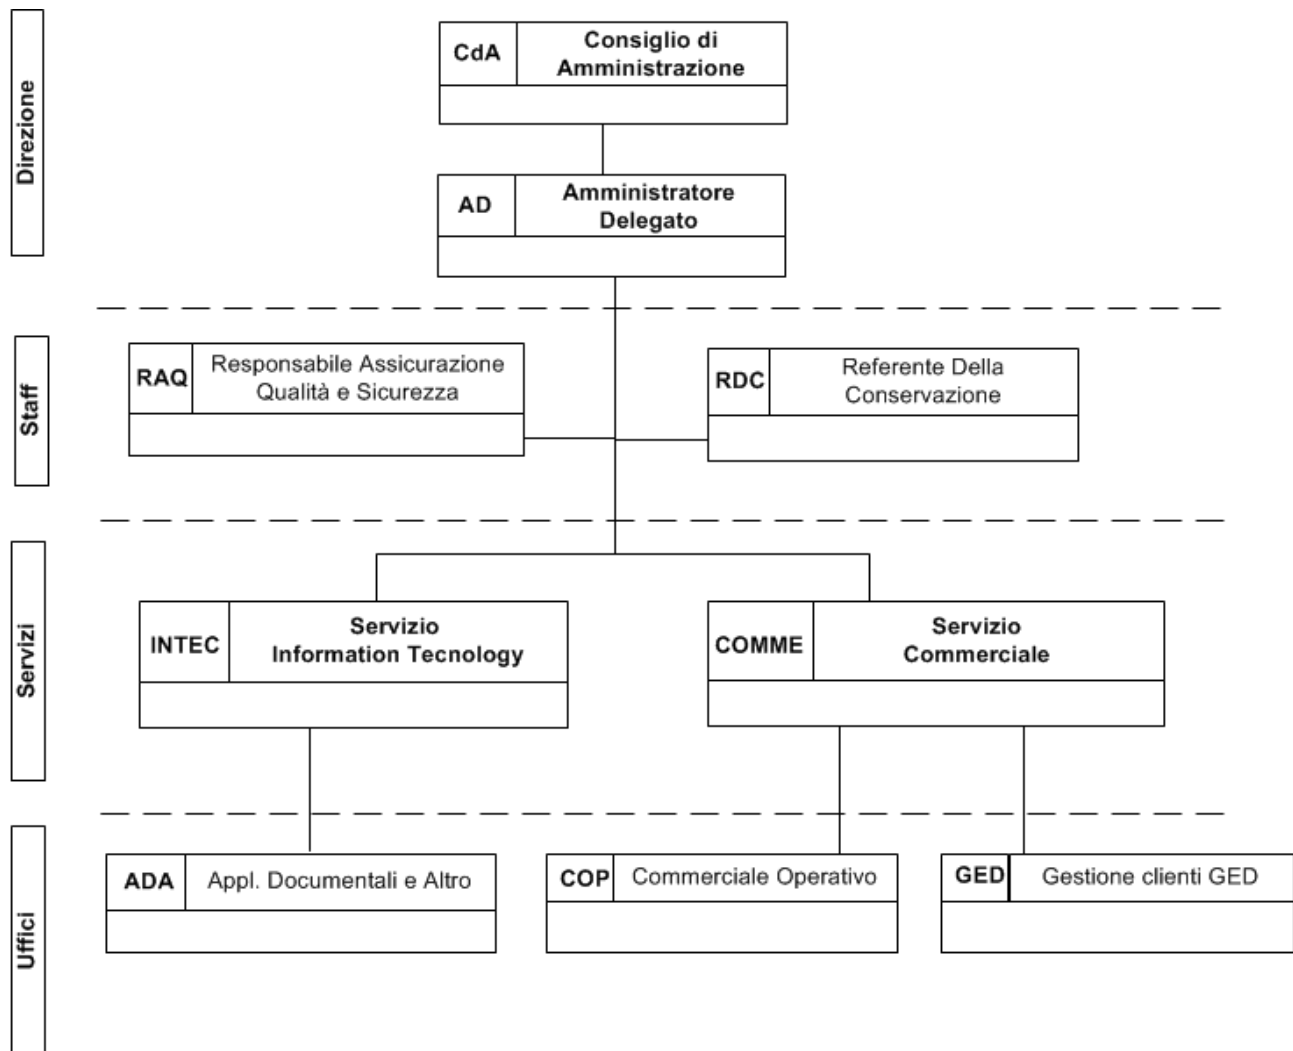 Direzione
CdA
Consiglio di
Amministrazione
AD
Amministratore
Delegato
Staff
RAQ
Responsabile Assicurazione
Qualità e Sicurezza
RDC
Referente Della
Conservazione
Servizi
INTEC
Servizio
Information Tecnology
COMME
Servizio
Commerciale
Uffici
ADA
Appl. Documentali e Altro
COP
Commerciale Operativo
GED
Gestione clienti GED